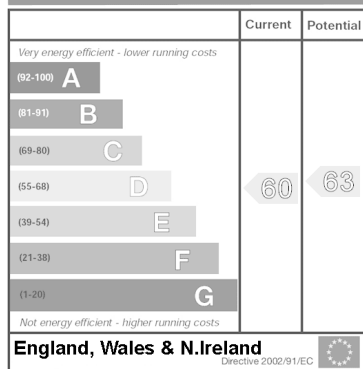 Current Potential
Very energy efficient - lower running costs
(92-100) A
(81-91) B
(69-80) C
(55-68) D
(39-54) E
(21-38) F
(1-20) G
60
63
Not energy efficient - higher running costs
England, Wales & N.Ireland
Directive 2002/91/EC